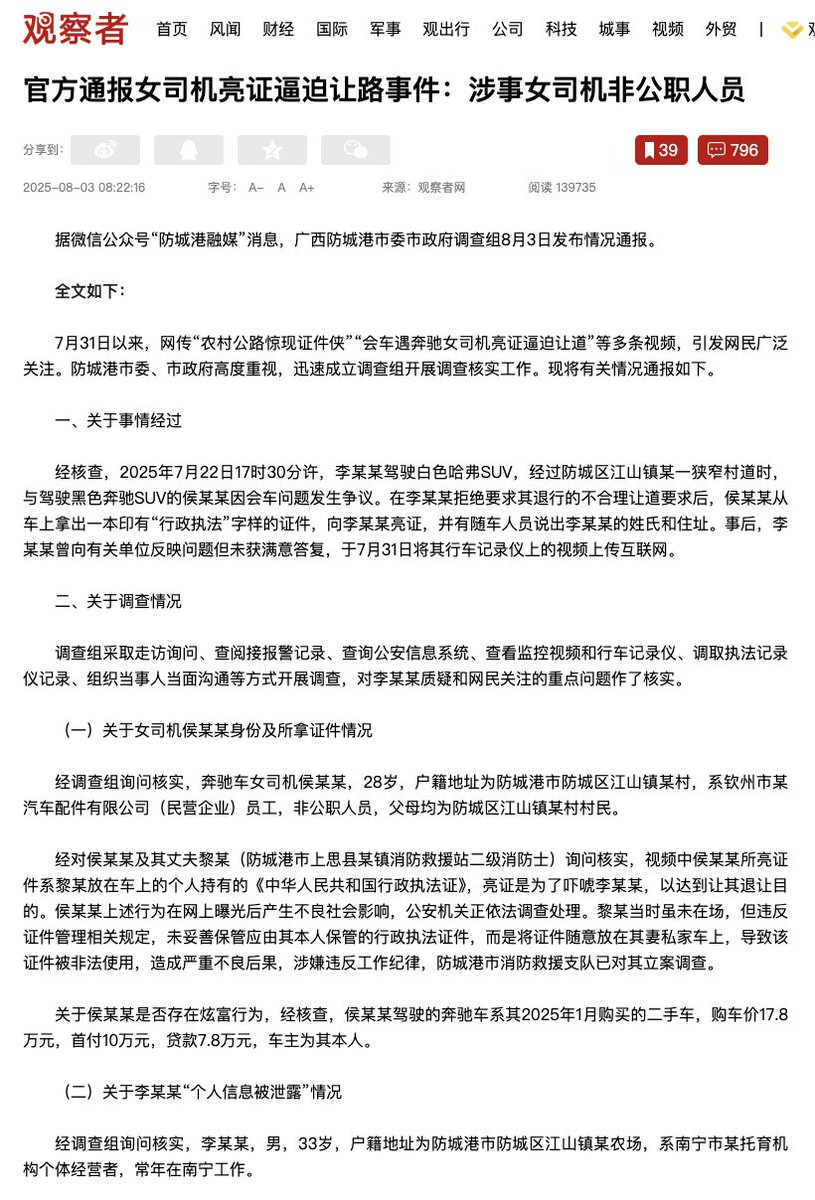 观察者 首页 风闻 财经 国际 军事 观出行 公司 科技 城事 视频 外贸 |
官方通报女司机亮证逼迫让路事件：涉事女司机非公职人员
分享到: 39 796
2025-08-03 08:22:16 字号： A- A A+ 来源：观察者网 阅读 139735
据微信公众号“防城港融媒”消息，广西防城港市委市政府调查组8月3日发布情况通报。
全文如下：
7月31日以来，网传“农村公路惊现证件侠”“会车遇奔驰女司机亮证逼迫让道”等多条视频，引发网民广泛
关注。防城港市委、市政府高度重视，迅速成立调查组开展调查核实工作。现将有关情况通报如下。
一、关于事情经过
经核查，2025年7月22日17时30分许，李某某驾驶白色哈弗SUV，经过防城区江山镇某一狭窄村道时，
与驾驶黑色奔驰SUV的侯某某因会车问题发生争议。在李某某拒绝要求其退行的不合理让道要求后，侯某某从
车上拿出一本印有“行政执法”字样的证件，向李某某亮证，并有随车人员说出李某某的姓氏和住址。事后，李
某某曾向有关单位反映问题但未获满意答复，于7月31日将其行车记录仪上的视频上传互联网。
二、关于调查情况
调查组采取走访询问、查阅接报警记录、查询公安信息系统、查看监控视频和行车记录仪、调取执法记录
仪记录、组织当事人当面沟通等方式开展调查，对李某某质疑和网民关注的重点问题作了核实。
（一）关于女司机侯某某身份及所拿证件情况
经调查组询问核实，奔驰车女司机侯某某，28岁，户籍地址为防城港市防城区江山镇某村，系钦州市某
汽车配件有限公司（民营企业）员工，非公职人员，父母均为防城区江山镇某村村民。
经对侯某某及其丈夫黎某（防城港市上思县某镇消防救援站二级消防士）询问核实，视频中侯某某所亮证
件系黎某放在车上的个人持有的《中华人民共和国行政执法证》，亮证是为了吓唬李某某，以达到让其退让目
的。侯某某上述行为在网上曝光后产生不良社会影响，公安机关正依法调查处理。黎某当时虽未在场，但违反
证件管理相关规定，未妥善保管应由其本人保管的行政执法证件，而是将证件随意放在其妻私家车上，导致该
证件被非法使用，造成严重不良后果，涉嫌违反工作纪律，防城港市消防救援支队已对其立案调查。
关于侯某某是否存在炫富行为，经核查，侯某某驾驶的奔驰车系其2025年1月购买的二手车，购车价17.8
万元，首付10万元，贷款7.8万元，车主为其本人。
（二）关于李某某“个人信息被泄露”情况
经调查组询问核实，李某某，男，33岁，户籍地址为防城港市防城区江山镇某农场，系南宁市某托育机
构个体经营者，常年在南宁工作。